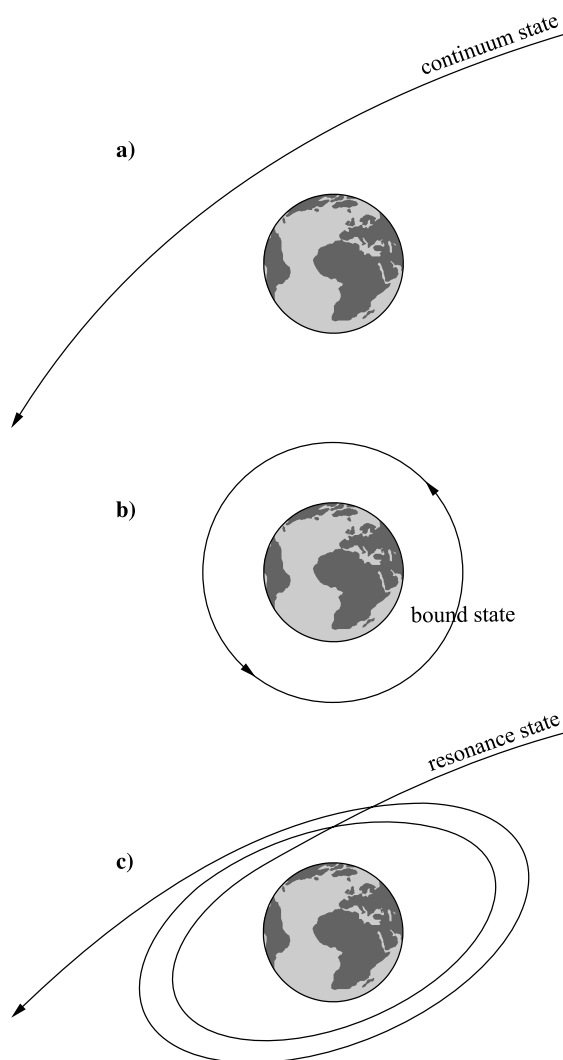 continuum state
a)
b)
bound state
resonance state
c)